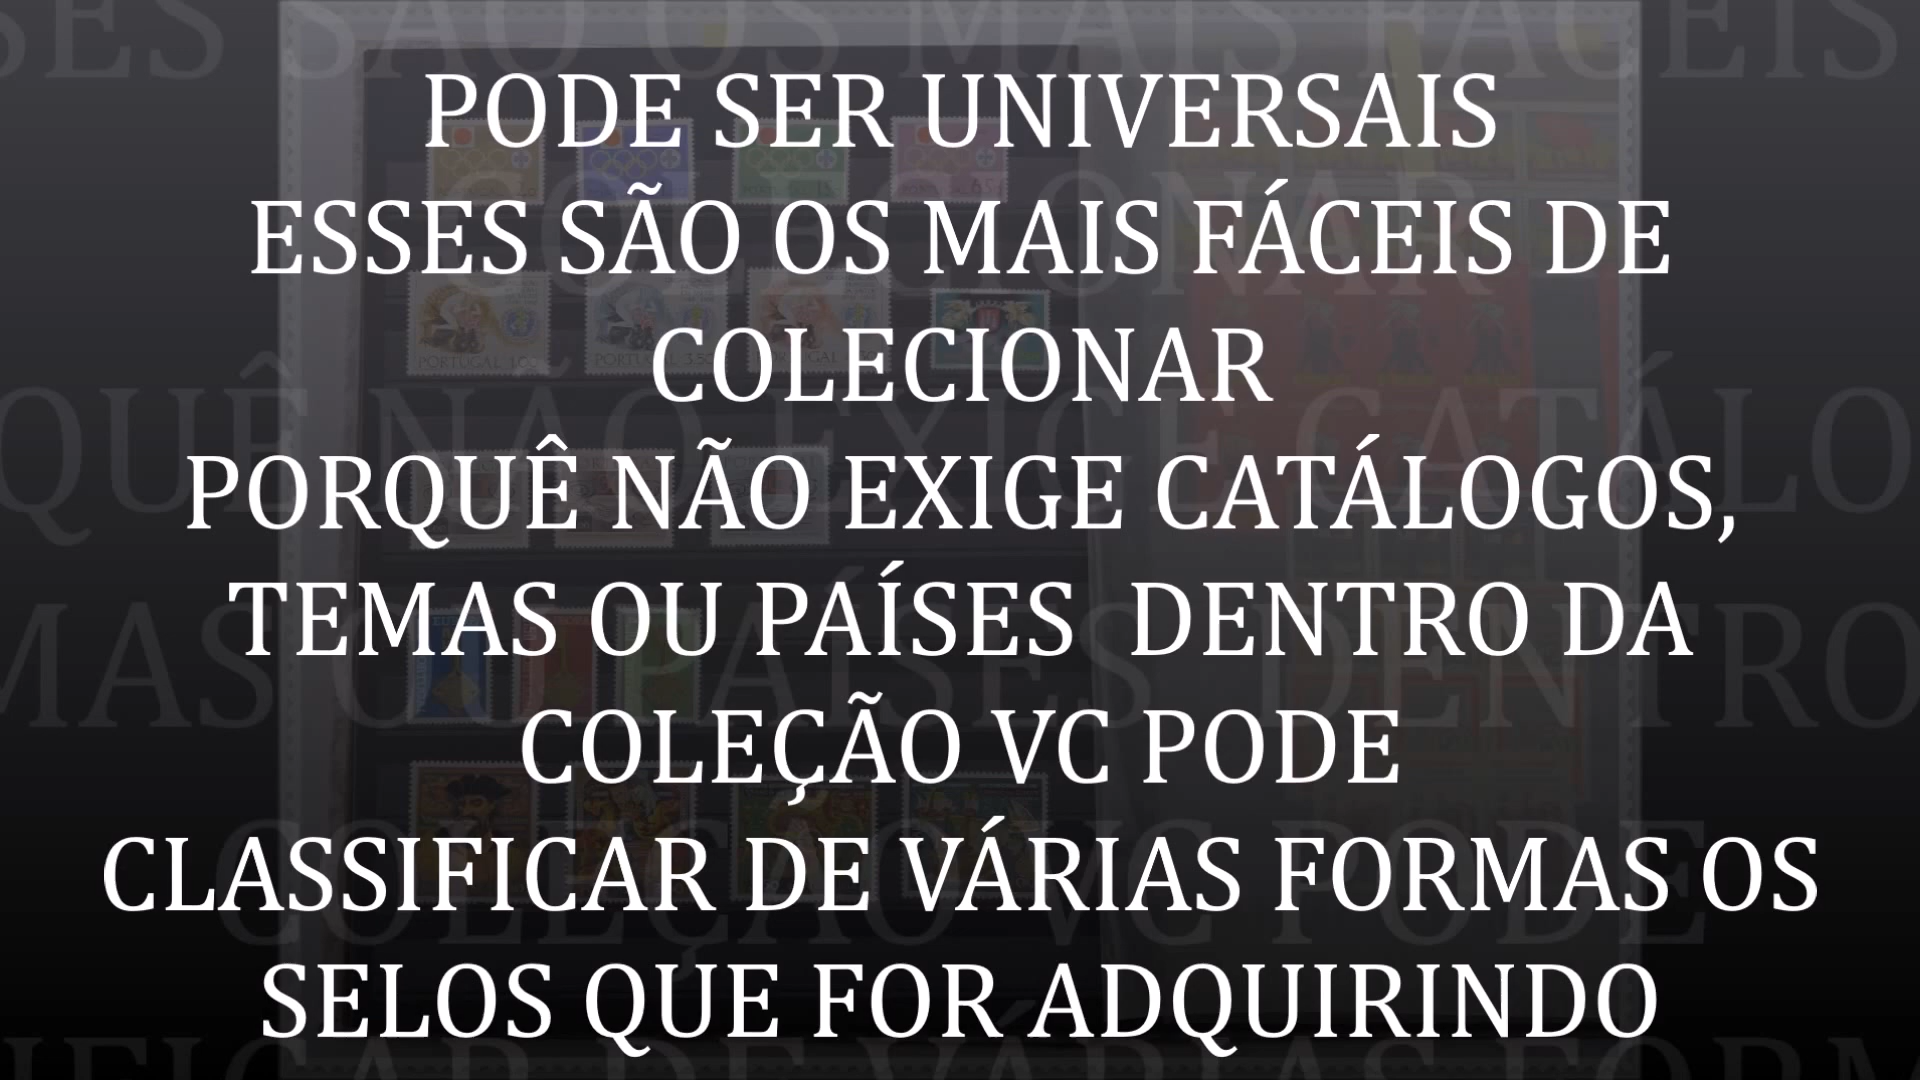 PODE SER UNIVERSAIS
ESSES SÃO OS MAIS FÁCEIS DE
COLECIONAR
PORQUÊ NÃO EXIGE CATÁLOGOS,
TEMAS OU PAÍSES  DENTRO DA
COLEÇÃO VC PODE
CLASSIFICAR DE VÁRIAS FORMAS OS
SELOS QUE FOR ADQUIRINDO